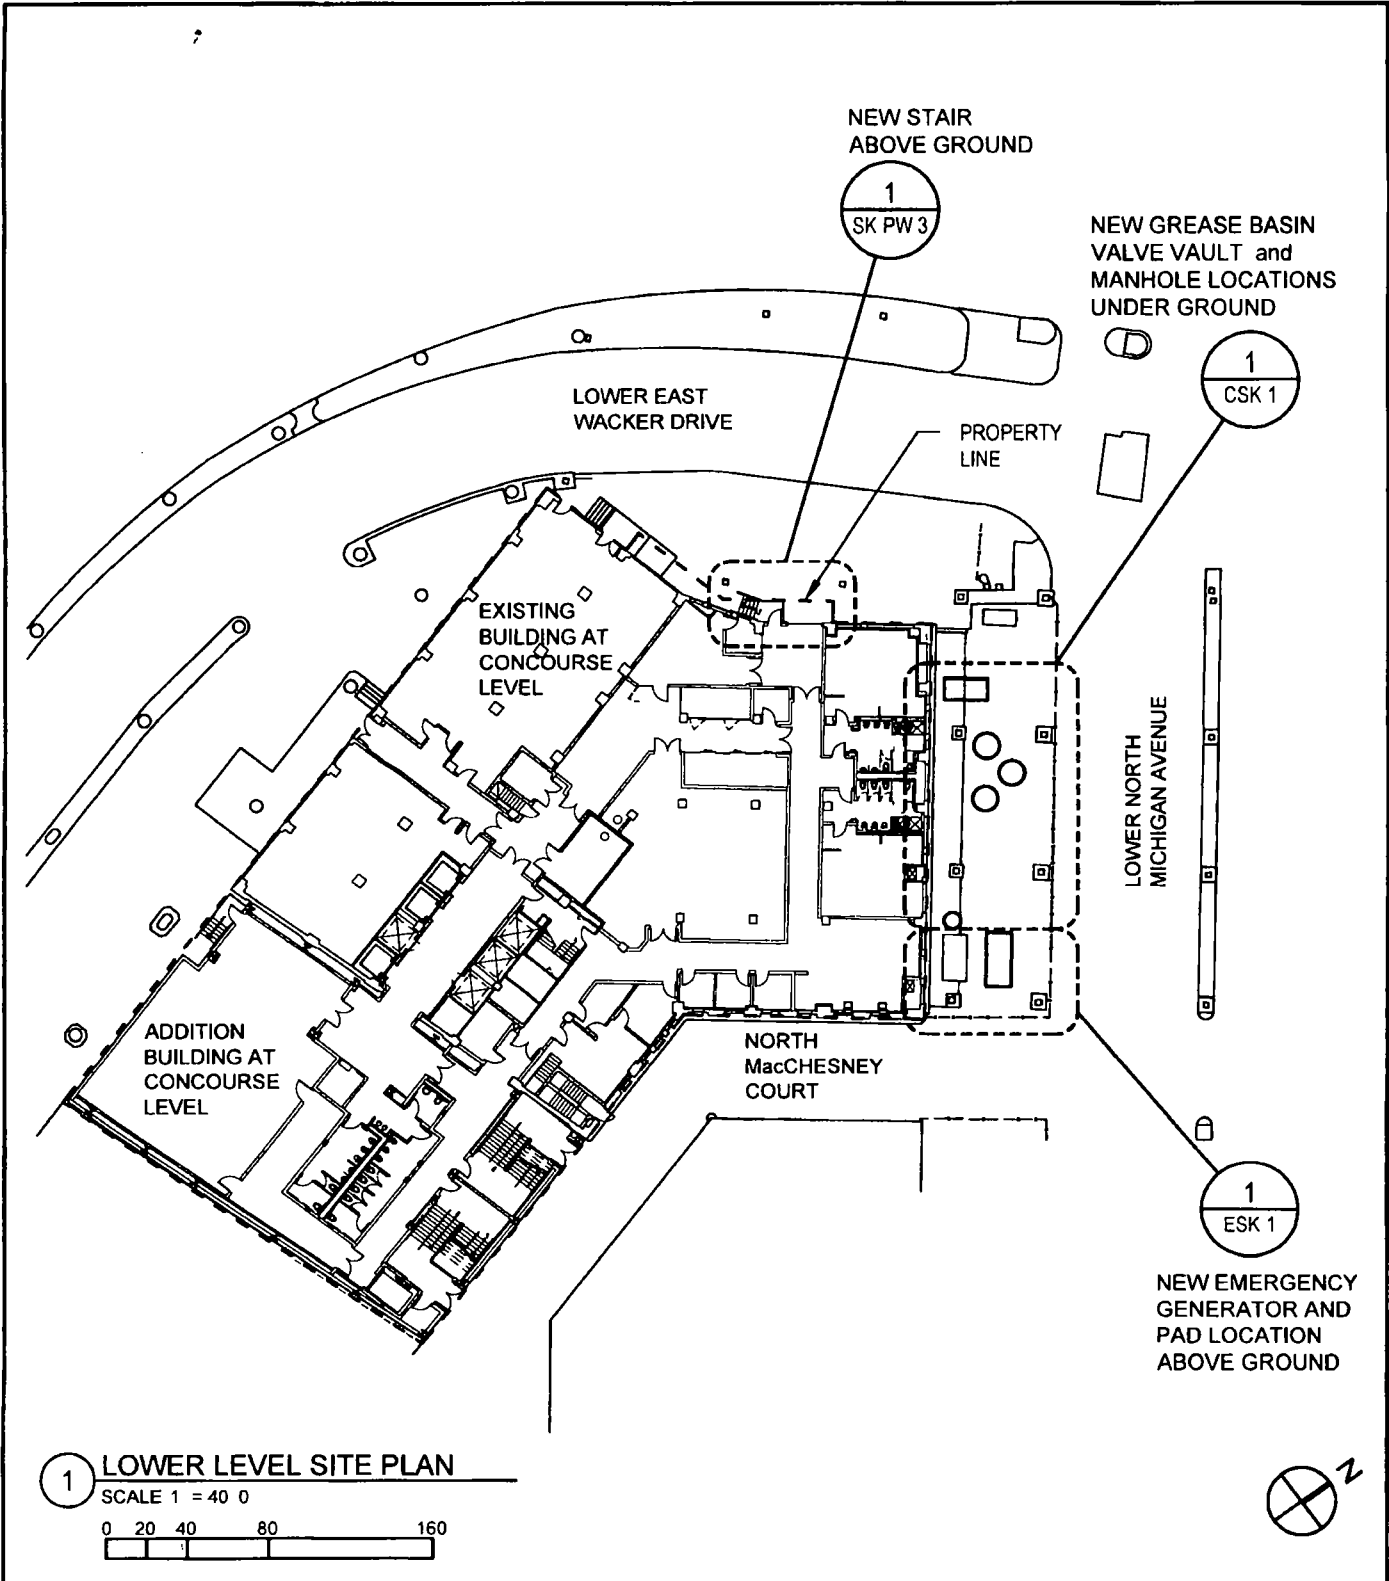 NEW STAIR
ABOVE GROUND
1
SK PW 3
NEW GREASE BASIN
VALVE VAULT and
MANHOLE LOCATIONS
UNDER GROUND
1
CSK 1
LOWER EAST
WACKER DRIVE
PROPERTY
LINE
EXISTING
BUILDING AT
CONCOURSE
LEVEL
LOWER NORTH
MICHIGAN AVENUE
ADDITION
BUILDING AT
CONCOURSE
LEVEL
NORTH
MacCHESNEY
COURT
1
ESK 1
NEW EMERGENCY
GENERATOR AND
PAD LOCATION
ABOVE GROUND
1
LOWER LEVEL SITE PLAN
SCALE 1 = 40 0
0 20 40 80 160
N